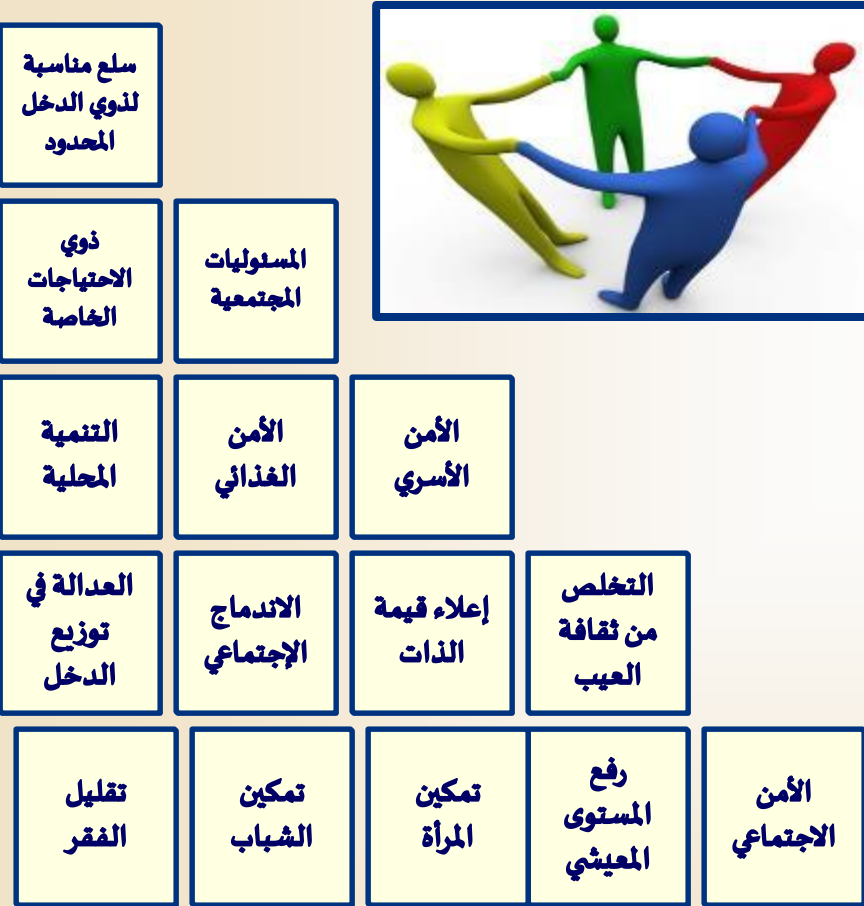 سلع مناسبة
لذوي الدخل
المحدود
المسئوليات
المجتمعية
ذوي
الاحتياجات
الخاصة
الأمن
الأسري
الأمن
الغذائي
التنمية
المحلية
التخلص
من ثقافة
العيب
إعلاء قيمة
الذات
الاندماج
الإجتماعي
العدالة في
توزيع
الدخل
الأمن
الاجتماعي
رفع
المستوى
المعيشي
تمكين
المرأة
تمكين
الشباب
تقليل
الفقر